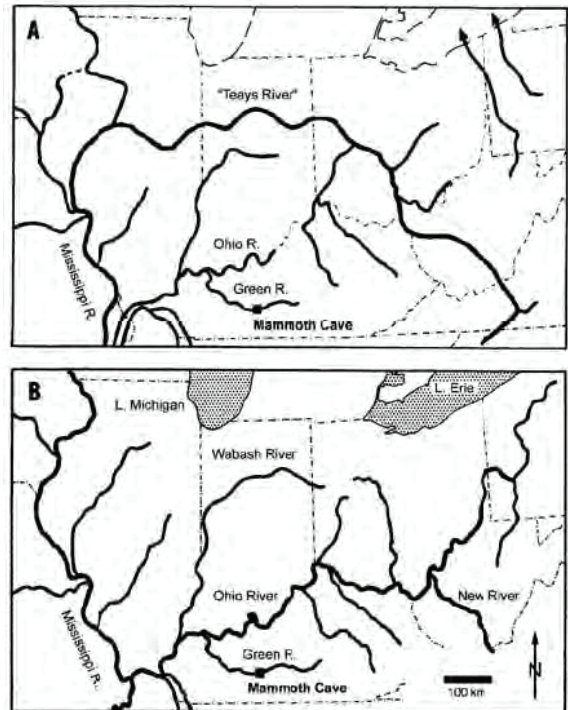 A
"Teays River"
Ohio R.
Green R.
Mammoth Cave
Mississippi R.
B
L. Michigan
L. Erie
Wabash River
Ohio River
New River
Green R.
Mammoth Cave
Mississippi R.
N
100 km